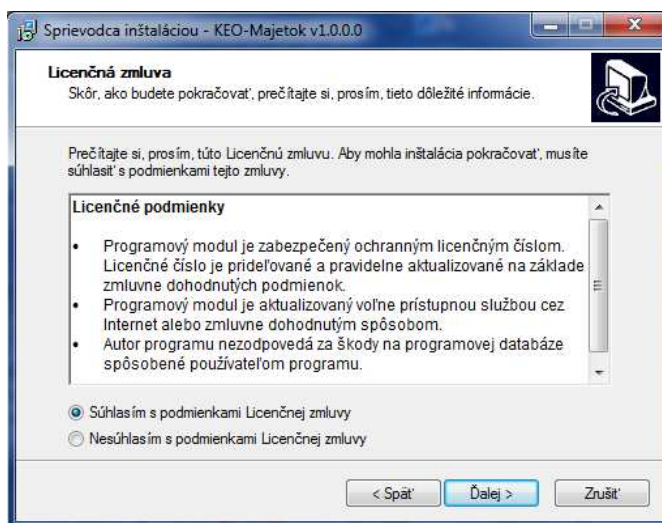 Sprievodca inštaláciou - KEO-Majetok v1.0.0.0
Licenčná zmluva
Skôr, ako budete pokračovať, prečítajte si, prosím, tieto dôležité informácie.
Prečítajte si, prosím, túto Licenčnú zmluvu. Aby mohla inštalácia pokračovať, musíte
súhlasiť s podmienkami tejto zmluvy.
Licenčné podmienky
• Programový modul je zabezpečený ochranným licenčným číslom.
Licenčné číslo je prideľované a pravidelne aktualizované na základe
zmluvne dohodnutých podmienok.
• Programový modul je aktualizovaný voľne prístupnou službou cez
Internet alebo zmluvne dohodnutým spôsobom.
• Autor programu nezodpovedá za škody na programovej databáze
spôsobené používateľom programu.
Súhlasím s podmienkami Licenčnej zmluvy
Nesúhlasím s podmienkami Licenčnej zmluvy
< Späť
Ďalej >
Zrušiť